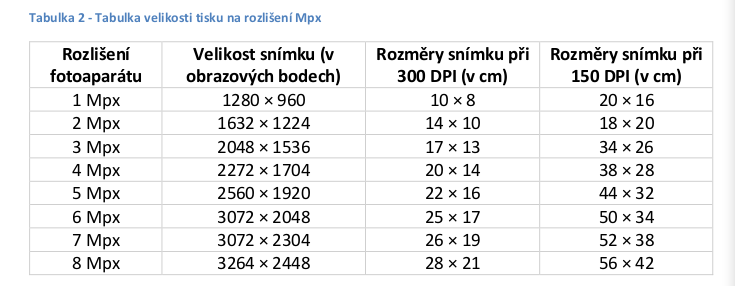 Tabulka 2 - Tabulka velikosti tisku na rozlišení Mpx
Rozlišení fotoaparátu Velikost snímku (v obrazových bodech) Rozměry snímku při 300 DPI (v cm) Rozměry snímku při 150 DPI (v cm)
1 Mpx 1280 × 960 10 × 8 20 × 16
2 Mpx 1632 × 1224 14 × 10 18 × 20
3 Mpx 2048 × 1536 17 × 13 34 × 26
4 Mpx 2272 × 1704 20 × 14 38 × 28
5 Mpx 2560 × 1920 22 × 16 44 × 32
6 Mpx 3072 × 2048 25 × 17 50 × 34
7 Mpx 3072 × 2304 26 × 19 52 × 38
8 Mpx 3264 × 2448 28 × 21 56 × 42